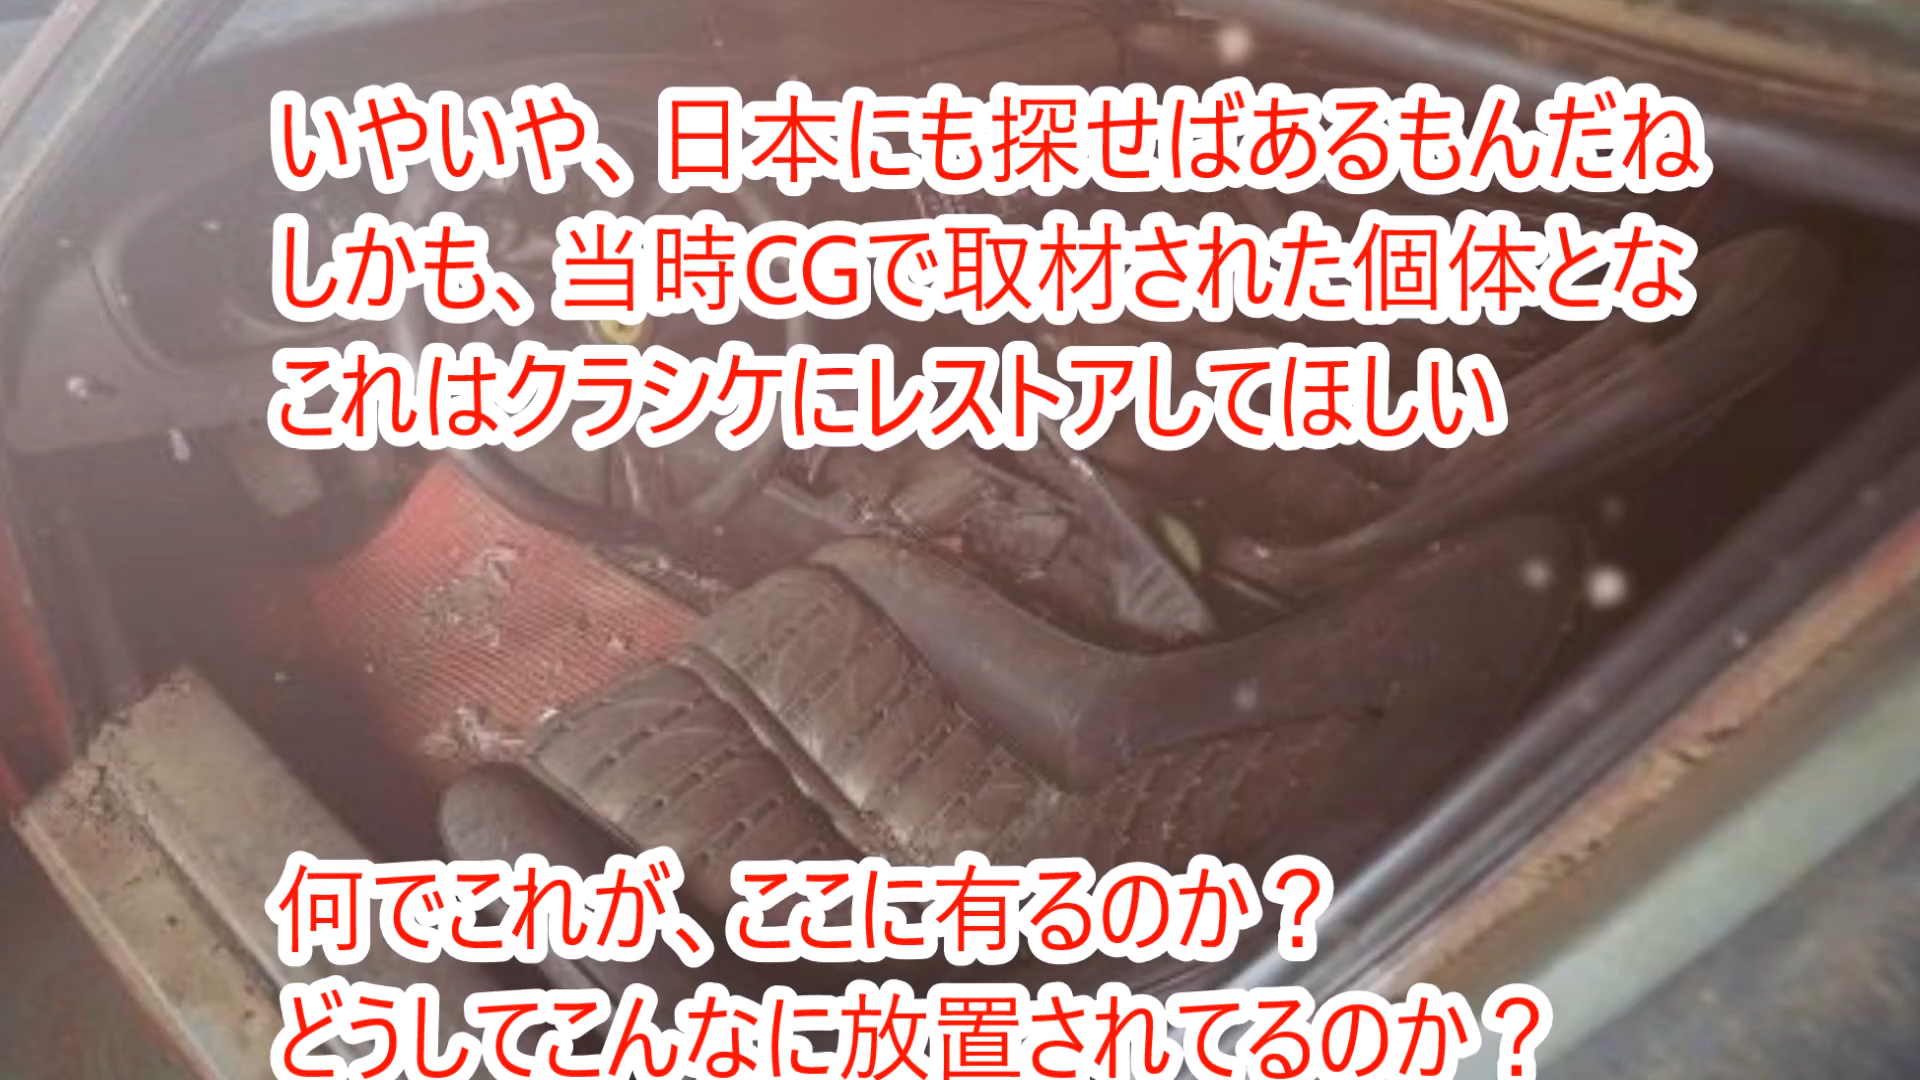 いやいや、日本にも探せばあるもんだね
しかも、当時CGで取材された個体とな
これはクラシケにレストアしてほしい
何でこれが、ここに有るのか？
どうしてこんなに放置されてるのか？